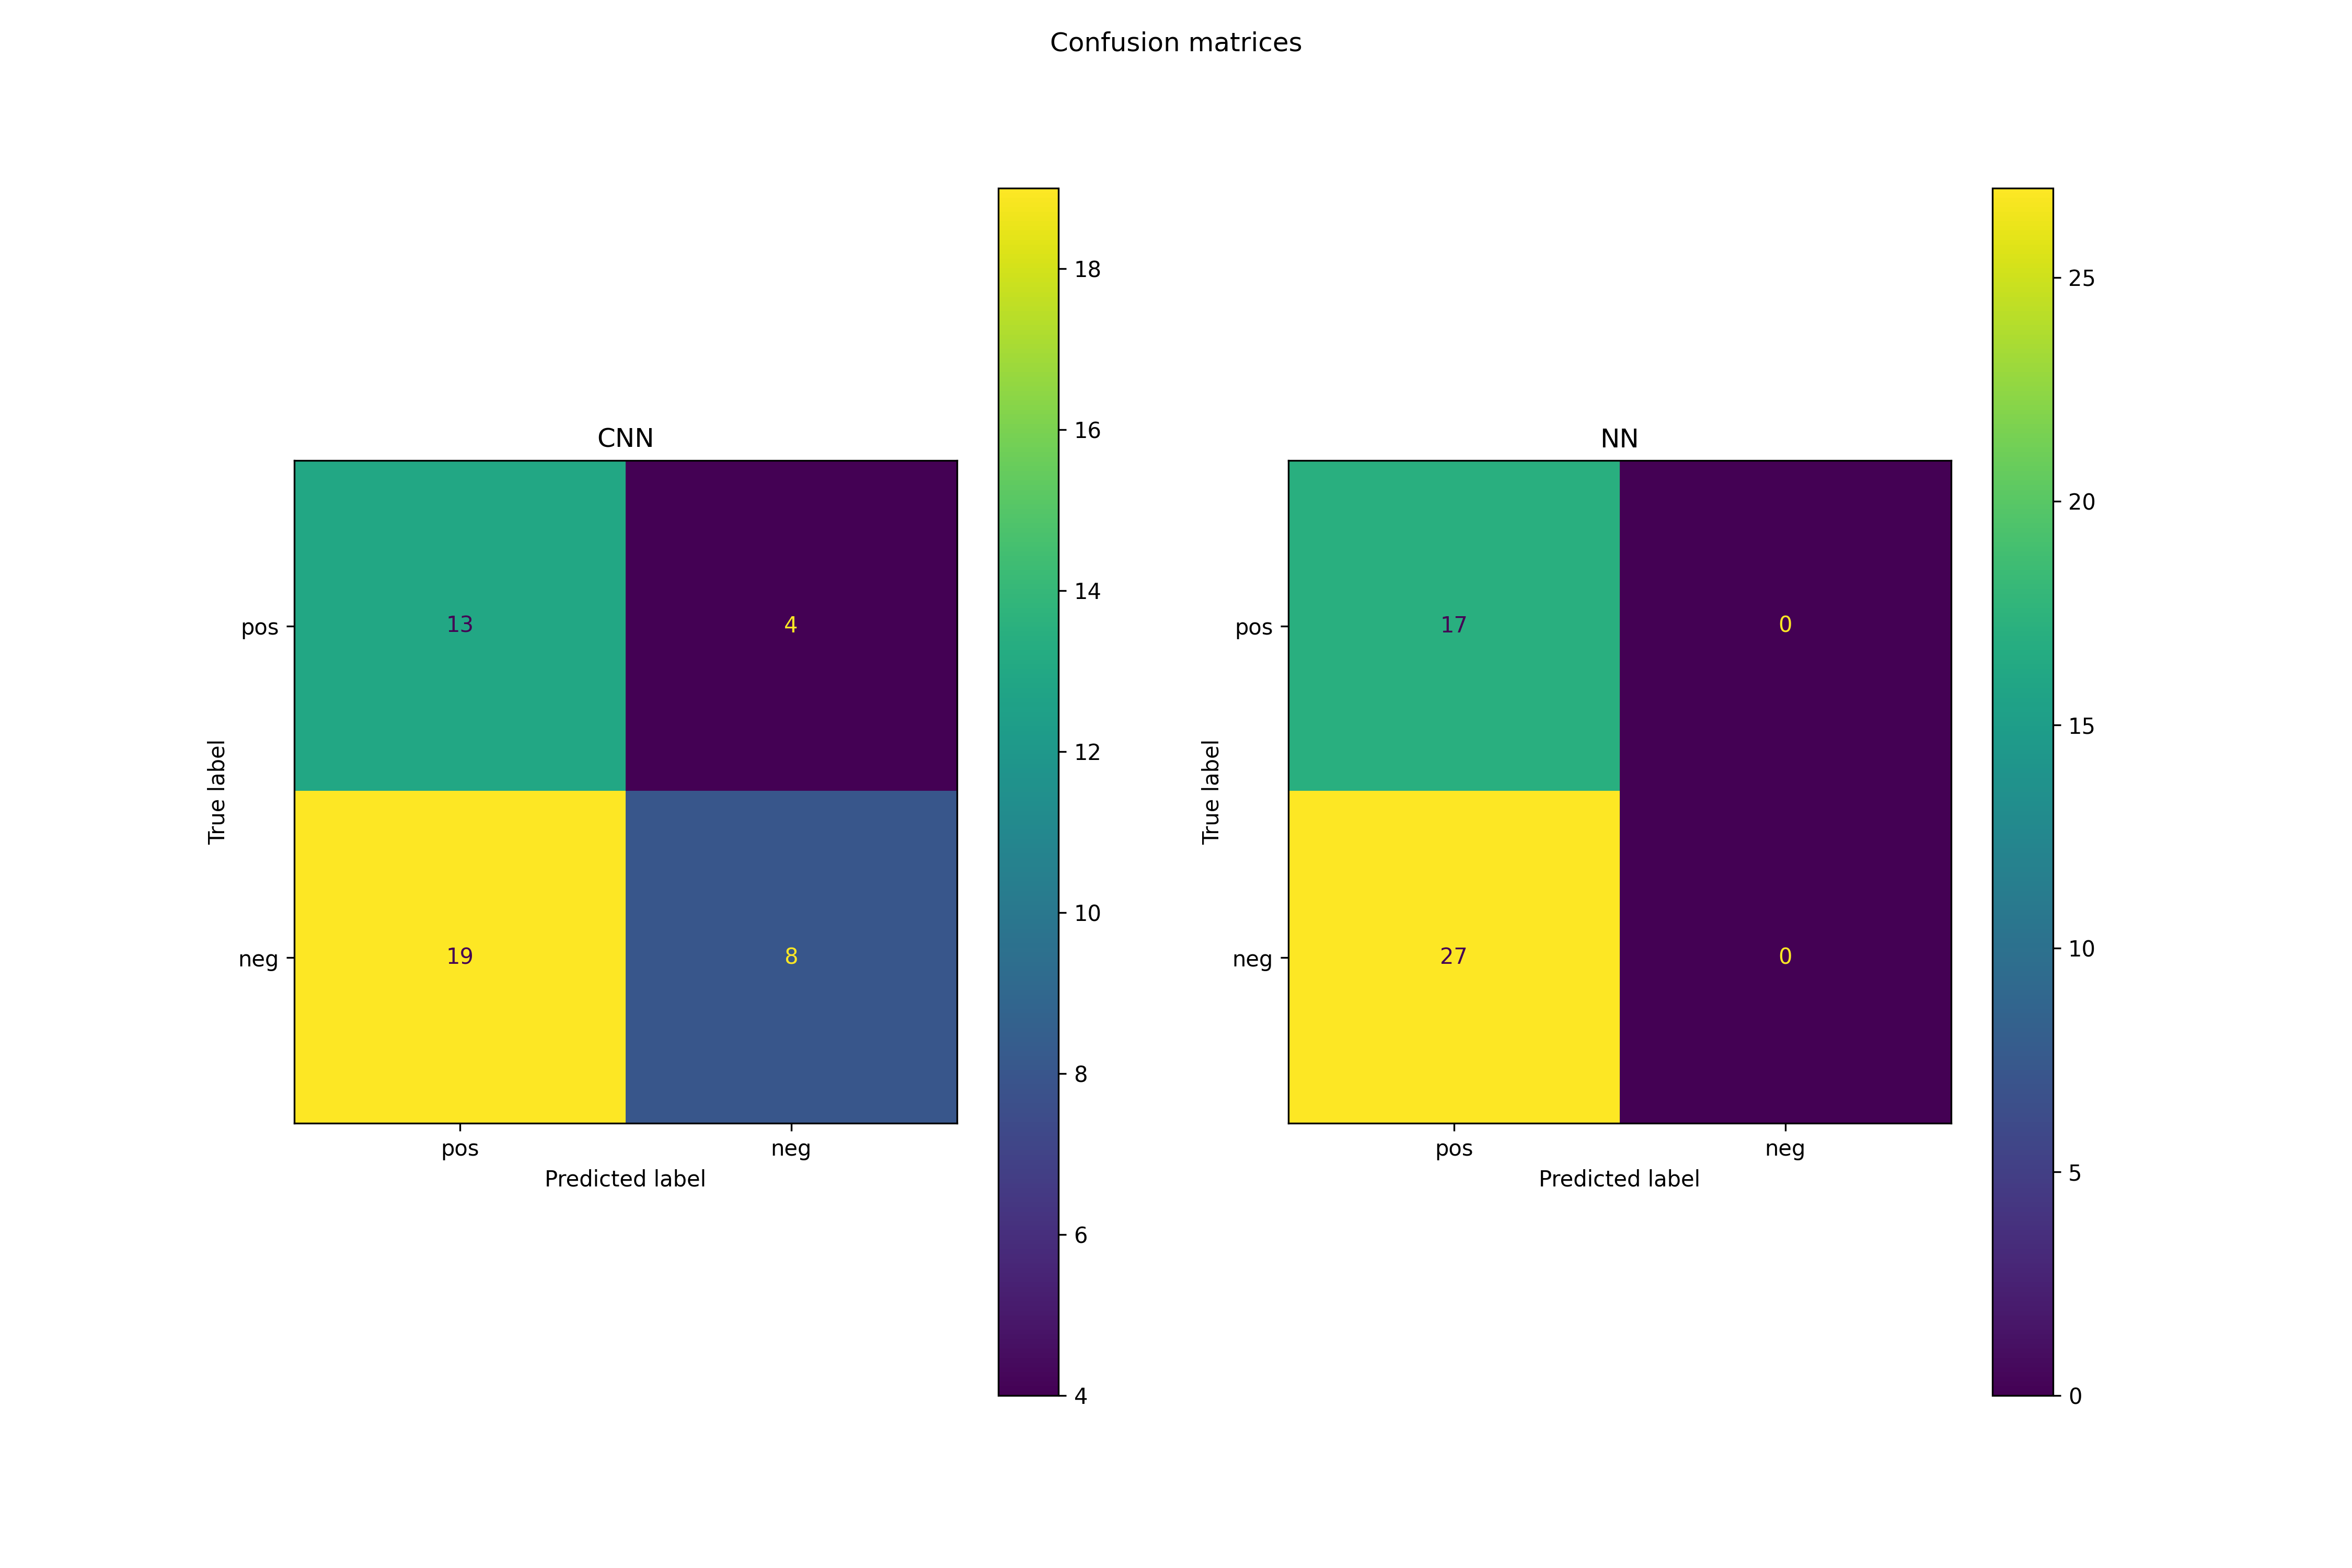 Confusion matrices
CNN
True label
pos
neg
13
4
19
8
pos
neg
Predicted label
18
16
14
12
10
8
6
4
NN
True label
pos
neg
17
0
27
0
pos
neg
Predicted label
25
20
15
10
5
0